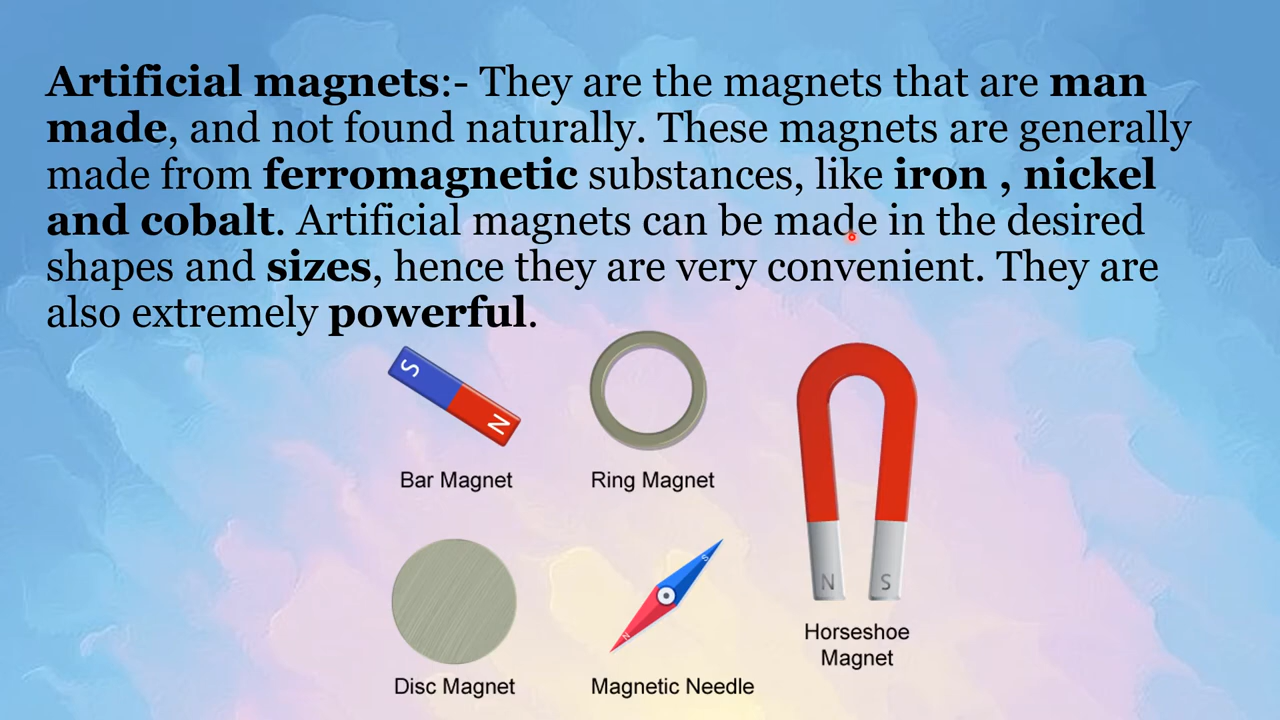 Artificial magnets:- They are the magnets that are man
made, and not found naturally. These magnets are generally
made from ferromagnetic substances, like iron , nickel
and cobalt. Artificial magnets can be made in the desired
shapes and sizes, hence they are very convenient. They are
also extremely powerful.
S
N
Bar Magnet
Ring Magnet
N S
Horseshoe
Magnet
Disc Magnet
S
N
Magnetic Needle